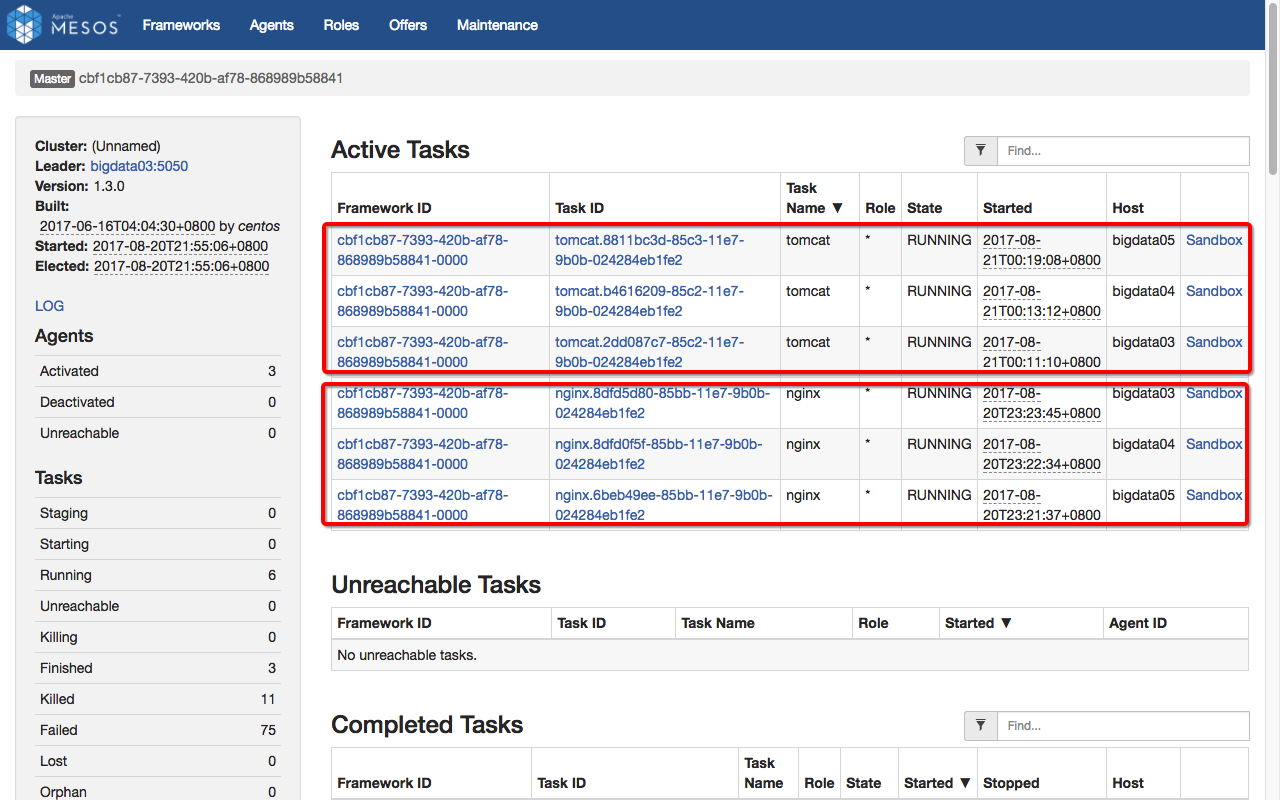 Apache
MESOS™
Frameworks Agents Roles Offers Maintenance
Master cbf1cb87-7393-420b-af78-868989b58841
Cluster: (Unnamed)
Leader: bigdata03:5050
Version: 1.3.0
Built:
2017-06-16T04:04:30+0800 by centos
Started: 2017-08-20T21:55:06+0800
Elected: 2017-08-20T21:55:06+0800
LOG
Agents
Activated 3
Deactivated 0
Unreachable 0
Tasks
Staging 0
Starting 0
Running 6
Unreachable 0
Killing 0
Finished 3
Killed 11
Failed 75
Lost 0
Orphan 0
Active Tasks
Find...
Task
Framework ID Task ID Name ▼ Role State Started Host
cbf1cb87-7393-420b-af78- tomcat.8811bc3d-85c3-11e7- tomcat * RUNNING 2017-08- bigdata05 Sandbox
868989b58841-0000 9b0b-024284eb1fe2 21T00:19:08+0800
cbf1cb87-7393-420b-af78- tomcat.b4616209-85c2-11e7- tomcat * RUNNING 2017-08- bigdata04 Sandbox
868989b58841-0000 9b0b-024284eb1fe2 21T00:13:12+0800
cbf1cb87-7393-420b-af78- tomcat.2dd087c7-85c2-11e7- tomcat * RUNNING 2017-08- bigdata03 Sandbox
868989b58841-0000 9b0b-024284eb1fe2 21T00:11:10+0800
cbf1cb87-7393-420b-af78- nginx.8dfd5d80-85bb-11e7-9b0b- nginx * RUNNING 2017-08- bigdata03 Sandbox
868989b58841-0000 024284eb1fe2 20T23:23:45+0800
cbf1cb87-7393-420b-af78- nginx.8dfd0f5f-85bb-11e7-9b0b- nginx * RUNNING 2017-08- bigdata04 Sandbox
868989b58841-0000 024284eb1fe2 20T23:22:34+0800
cbf1cb87-7393-420b-af78- nginx.6beb49ee-85bb-11e7-9b0b- nginx * RUNNING 2017-08- bigdata05 Sandbox
868989b58841-0000 024284eb1fe2 20T23:21:37+0800
Unreachable Tasks
Framework ID Task ID Task Name Role Started ▼ Agent ID
No unreachable tasks.
Completed Tasks
Find...
Task
Framework ID Task ID Name Role State Started ▼ Stopped Host